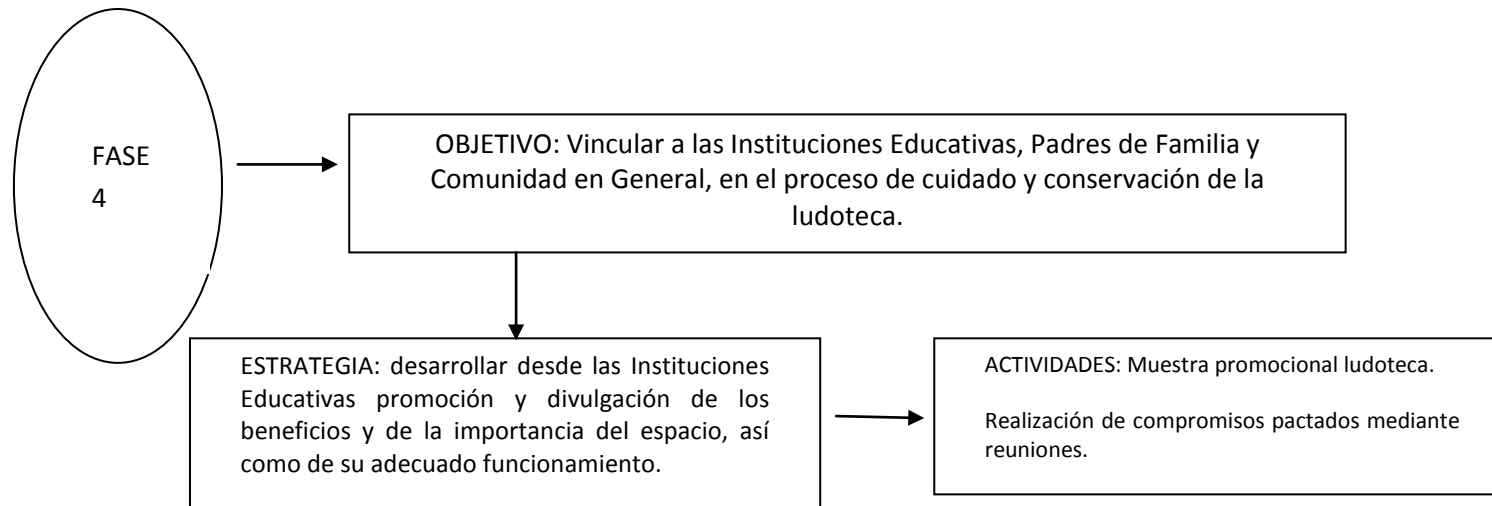 FASE
4
OBJETIVO: Vincular a las Instituciones Educativas, Padres de Familia y
Comunidad en General, en el proceso de cuidado y conservación de la
ludoteca.
ESTRATEGIA: desarrollar desde las Instituciones
Educativas promoción y divulgación de los
beneficios y de la importancia del espacio, así
como de su adecuado funcionamiento.
ACTIVIDADES: Muestra promocional ludoteca.
Realización de compromisos pactados mediante
reuniones.